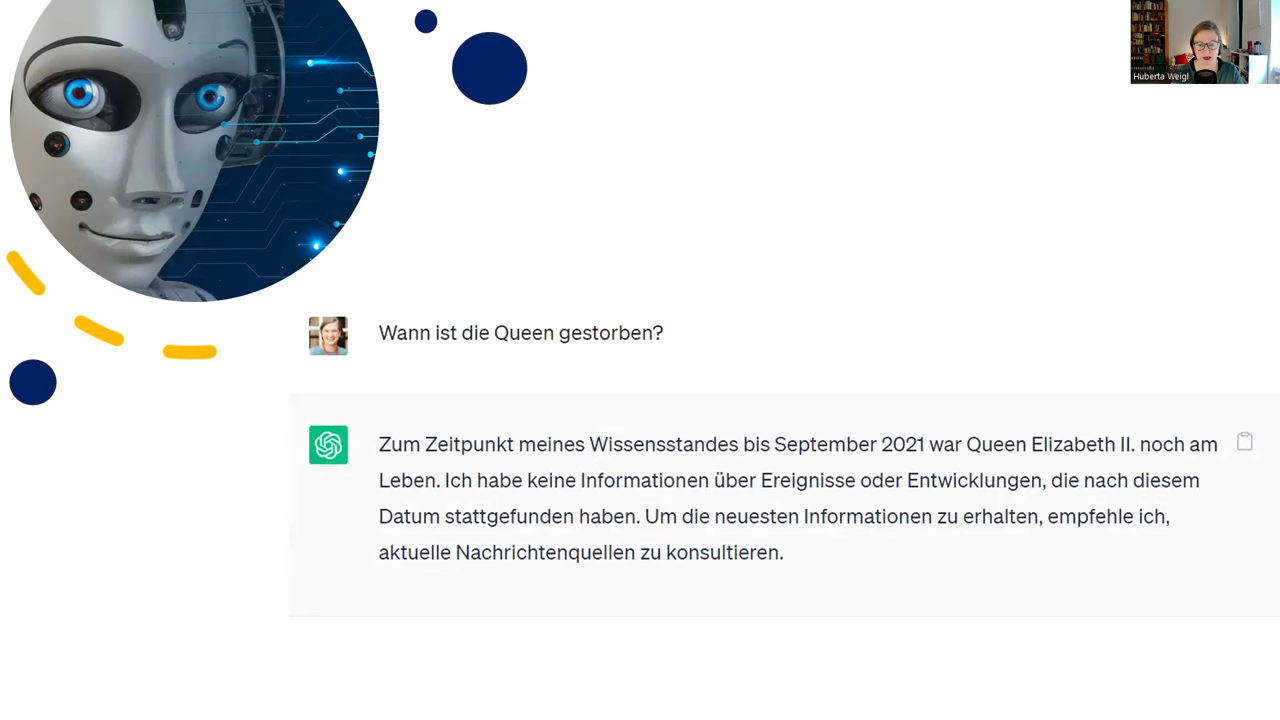 Huberta Weigl
Wann ist die Queen gestorben?
Zum Zeitpunkt meines Wissensstandes bis September 2021 war Queen Elizabeth II. noch am
Leben. Ich habe keine Informationen über Ereignisse oder Entwicklungen, die nach diesem
Datum stattgefunden haben. Um die neuesten Informationen zu erhalten, empfehle ich,
aktuelle Nachrichtenquellen zu konsultieren.